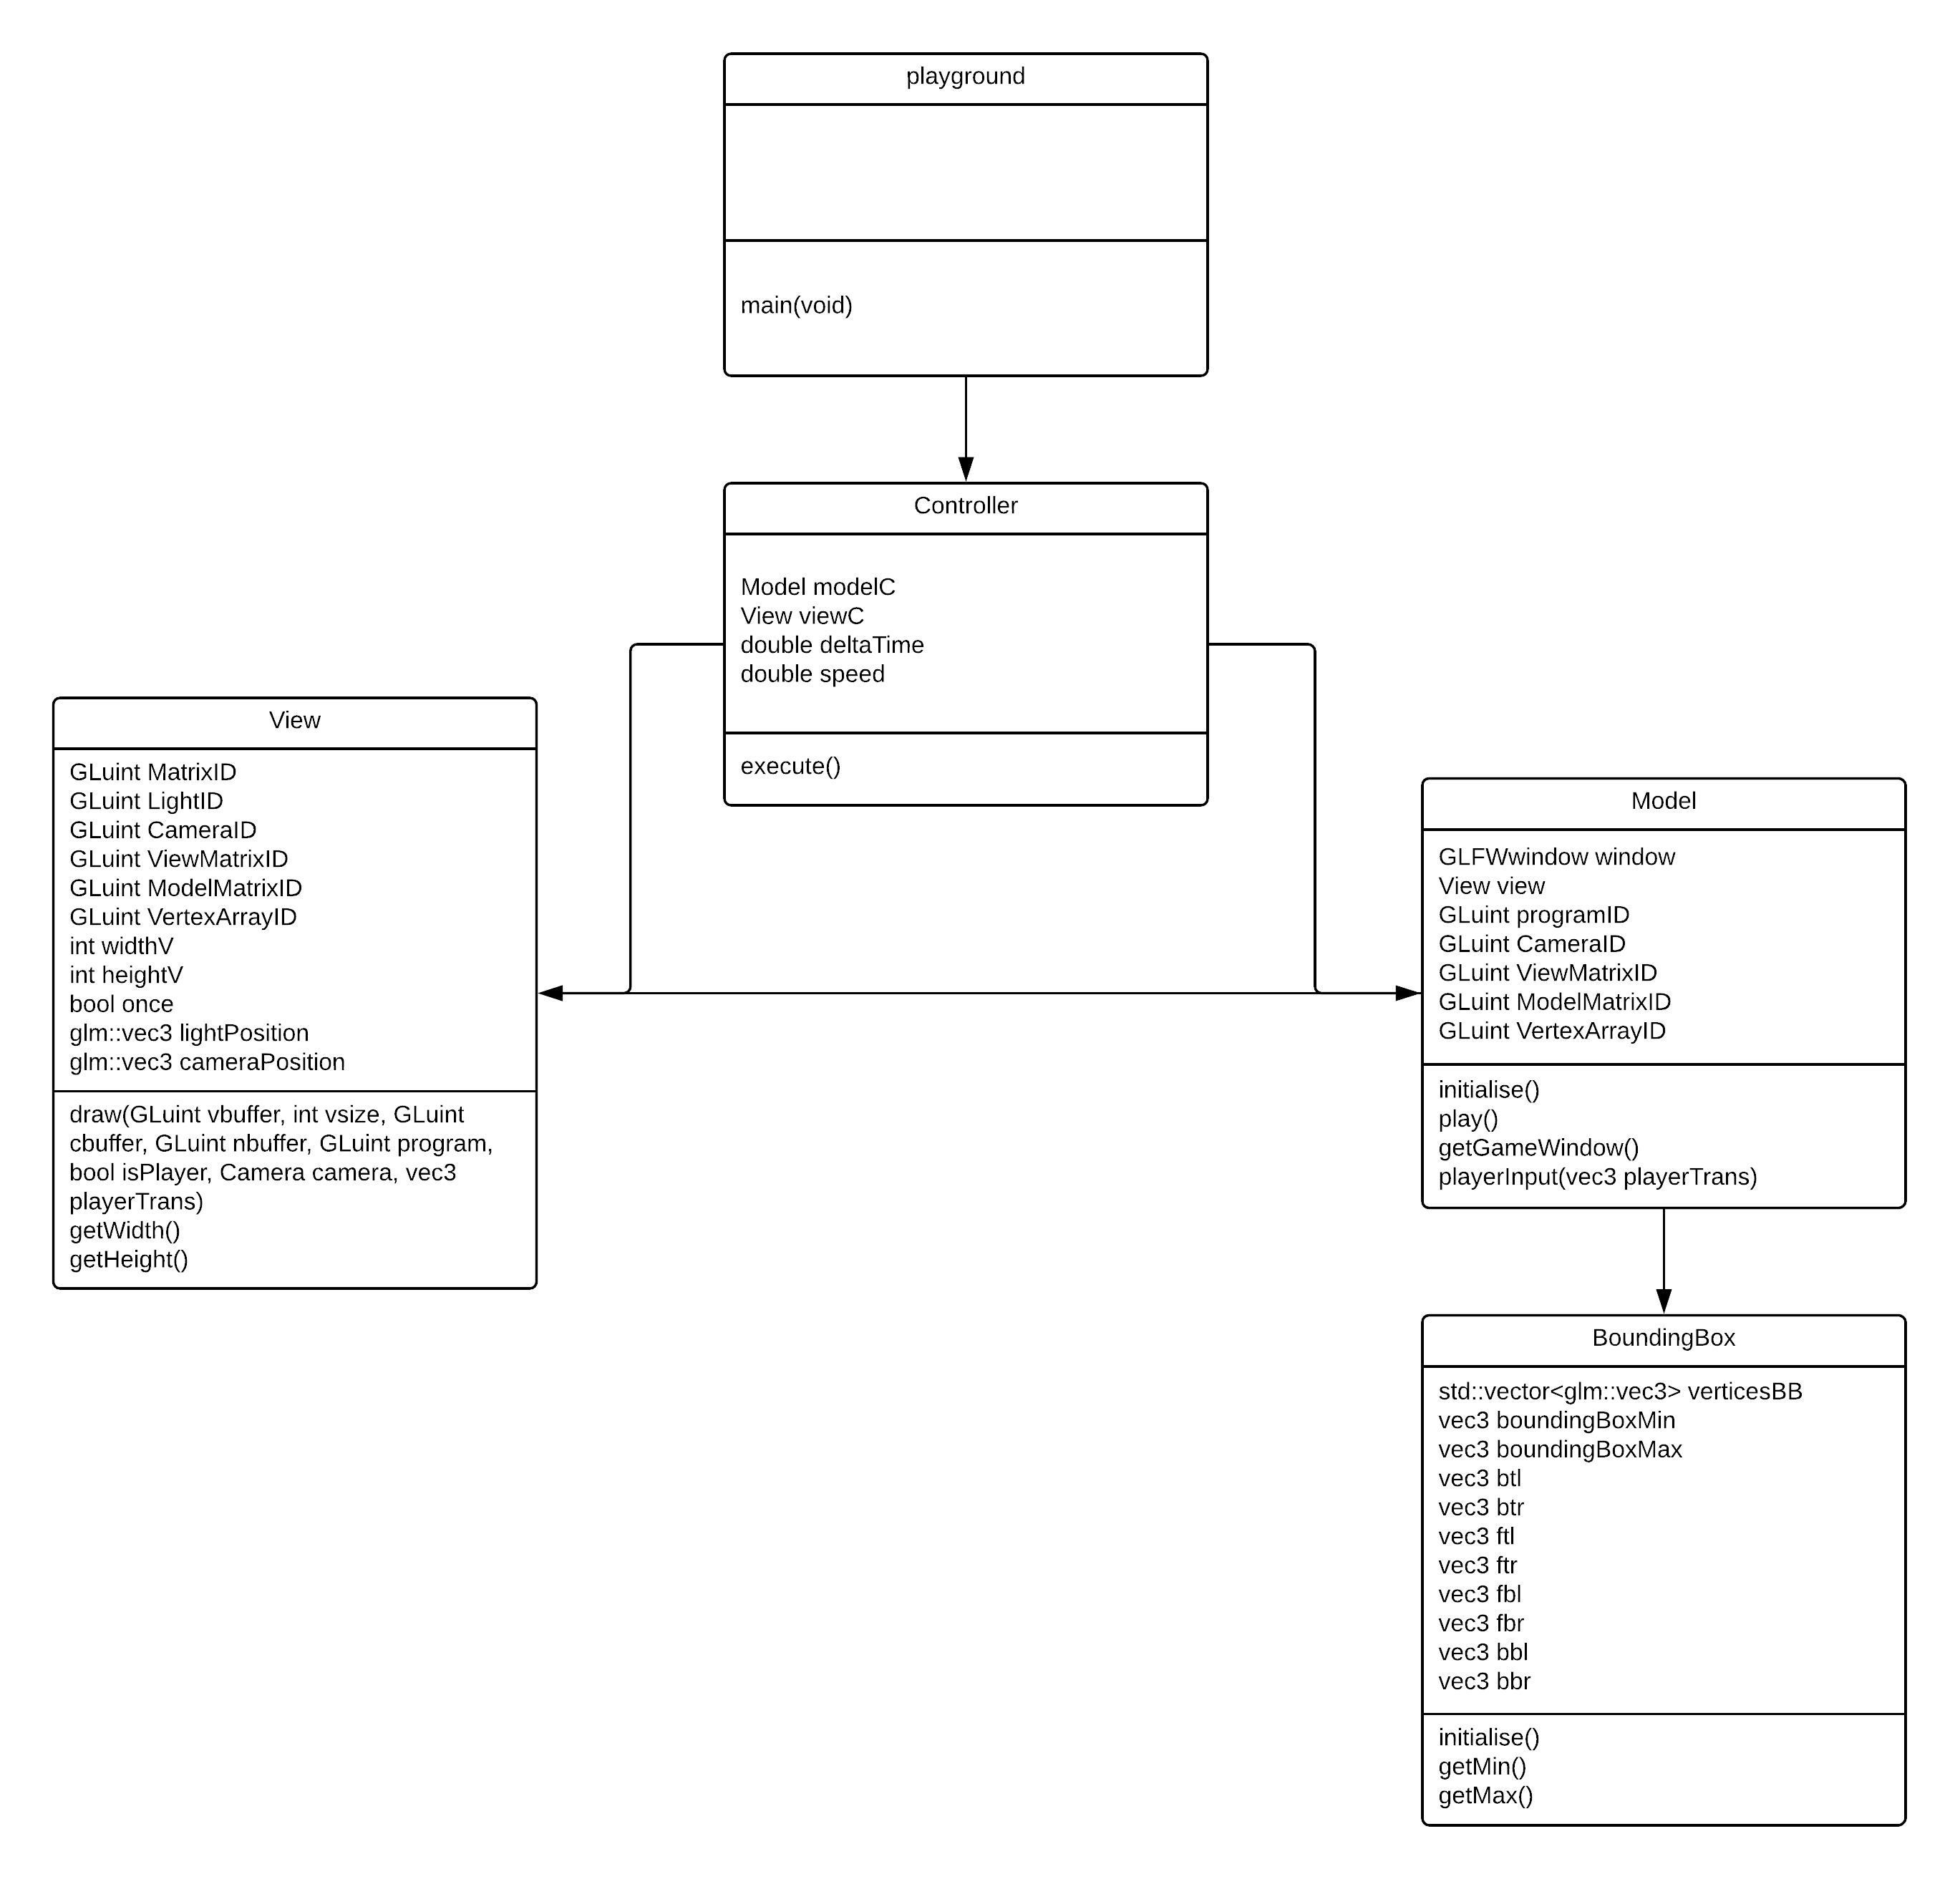 playground
main(void)
Controller
Model modelC
View viewC
double deltaTime
double speed
execute()
View
GLuint MatrixID
GLuint LightID
GLuint CameraID
GLuint ViewMatrixID
GLuint ModelMatrixID
GLuint VertexArrayID
int widthV
int heightV
bool once
glm::vec3 lightPosition
glm::vec3 cameraPosition
draw(GLuint vbuffer, int vsize, GLuint
cbuffer, GLuint nbuffer, GLuint program,
bool isPlayer, Camera camera, vec3
playerTrans)
getWidth()
getHeight()
Model
GLFWwindow window
View view
GLuint programID
GLuint CameraID
GLuint ViewMatrixID
GLuint ModelMatrixID
GLuint VertexArrayID
initialise()
play()
getGameWindow()
playerInput(vec3 playerTrans)
BoundingBox
std::vector<glm::vec3> verticesBB
vec3 boundingBoxMin
vec3 boundingBoxMax
vec3 btl
vec3 btr
vec3 ftl
vec3 ftr
vec3 fbl
vec3 fbr
vec3 bbl
vec3 bbr
initialise()
getMin()
getMax()